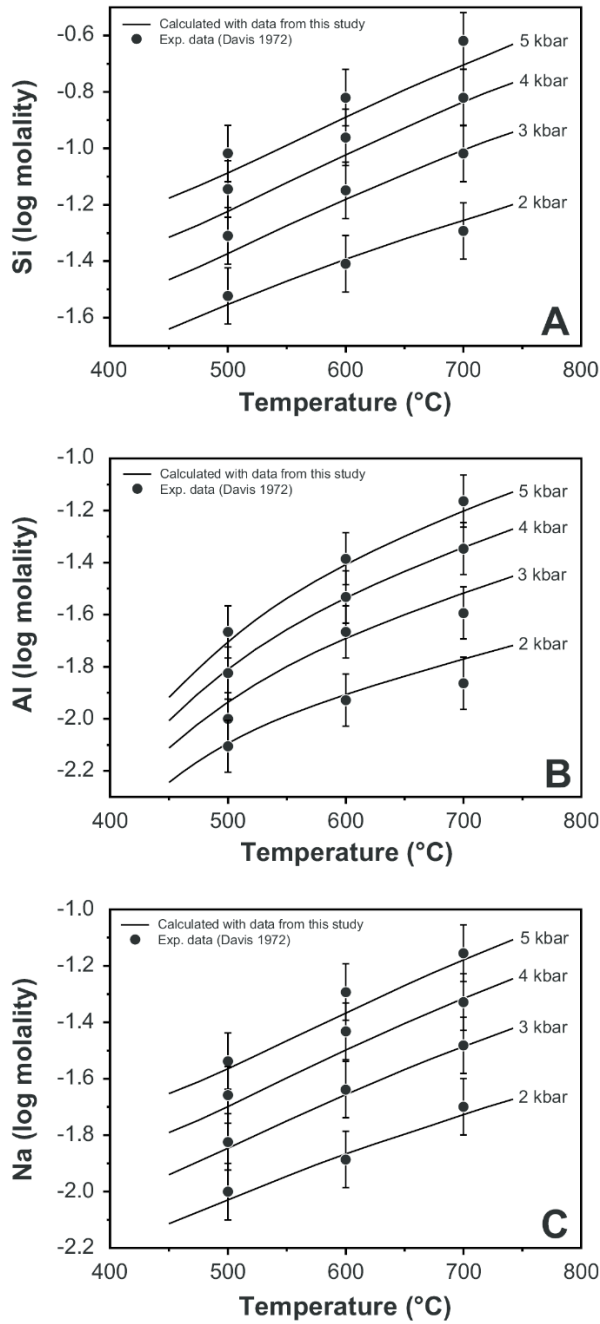 Calculated with data from this study
Exp. data (Davis 1972)
-0.6
-0.8
-1.0
-1.2
-1.4
-1.6
Si (log molality)
5 kbar
4 kbar
3 kbar
2 kbar
A
400 500 600 700 800
Temperature (°C)
Calculated with data from this study
Exp. data (Davis 1972)
-1.0
-1.2
-1.4
-1.6
-1.8
-2.0
-2.2
Al (log molality)
5 kbar
4 kbar
3 kbar
2 kbar
B
400 500 600 700 800
Temperature (°C)
Calculated with data from this study
Exp. data (Davis 1972)
-1.0
-1.2
-1.4
-1.6
-1.8
-2.0
-2.2
Na (log molality)
5 kbar
4 kbar
3 kbar
2 kbar
C
400 500 600 700 800
Temperature (°C)